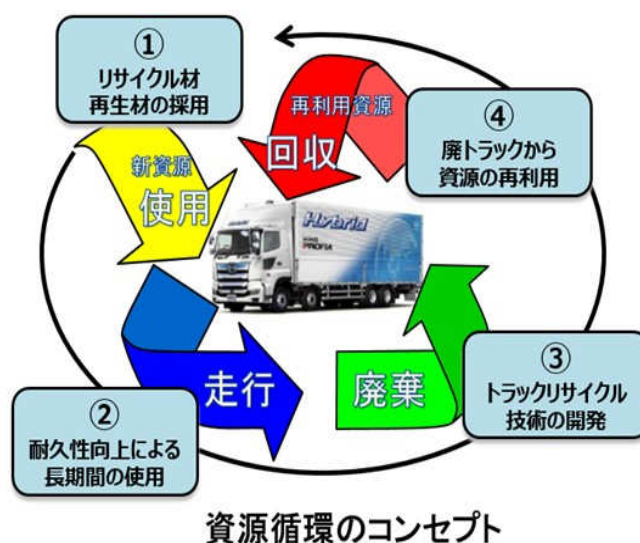 ①
リサイクル材
再生材の採用
新資源
使用
再利用資源
回収
④
廃トラックから
資源の再利用
Hybrid
PROFIA
走行
廃棄
②
耐久性向上による
長期間の使用
③
トラックリサイクル
技術の開発
資源循環のコンセプト